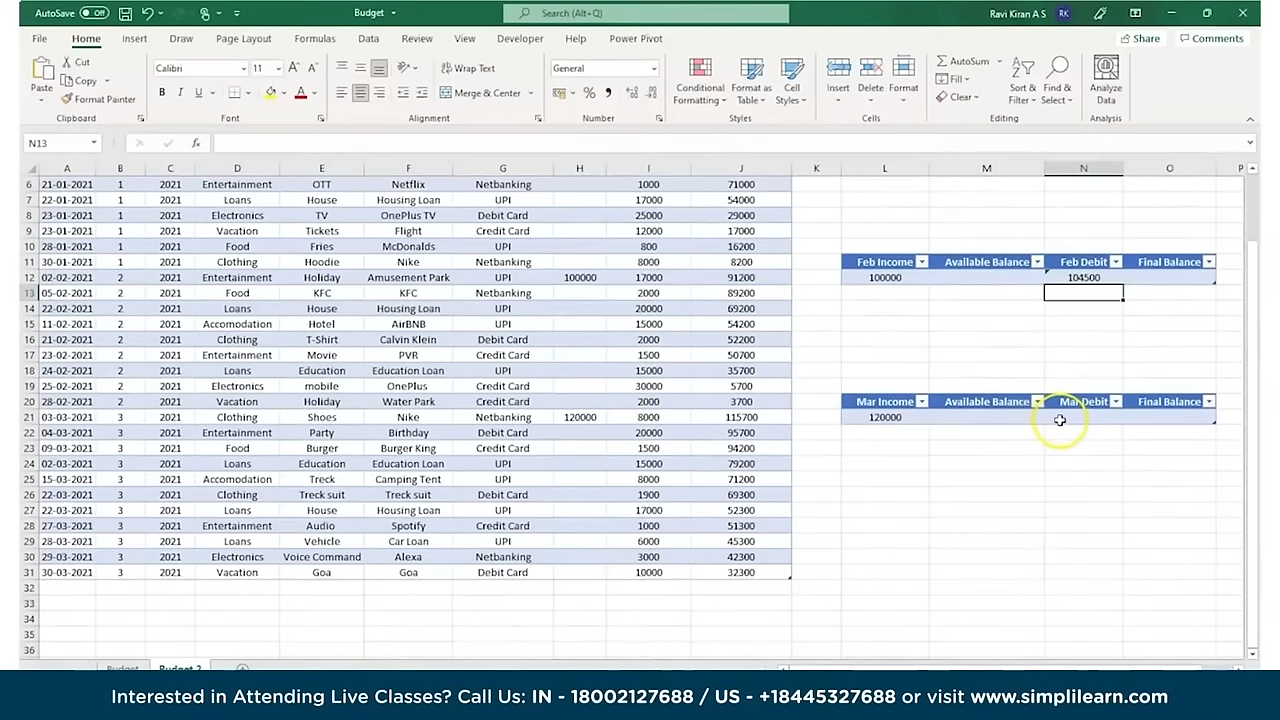 AutoSave Off Budget Search (Alt+Q) Ravi Kiran A S RK
File Home Insert Draw Page Layout Formulas Data Review View Developer Help Power Pivot Share Comments
Paste Cut Copy Format Painter Clipboard
Calibri 11 B I U A Font
Wrap Text Merge & Center Alignment
General % Number
Conditional Formatting Format as Table Cell Styles Styles
Insert Delete Format Cells
AutoSum Fill Clear Sort & Filter Find & Select Editing
Analyze Data Analysis
N13 fx
A B C D E F G H I J K L M N O P
6 21-01-2021 1 2021 Entertainment OTT Netflix Netbanking 1000 71000
7 22-01-2021 1 2021 Loans House Housing Loan UPI 17000 54000
8 23-01-2021 1 2021 Electronics TV OnePlus TV Debit Card 25000 29000
9 23-01-2021 1 2021 Vacation Tickets Flight Credit Card 12000 17000
10 28-01-2021 1 2021 Food Fries McDonalds UPI 800 16200
11 30-01-2021 1 2021 Clothing Hoodie Nike Netbanking 8000 8200 Feb Income Available Balance Feb Debit Final Balance
12 02-02-2021 2 2021 Entertainment Holiday Amusement Park UPI 100000 17000 91200 100000 104500
13 05-02-2021 2 2021 Food KFC KFC Netbanking 2000 89200
14 22-02-2021 2 2021 Loans House Housing Loan UPI 20000 69200
15 11-02-2021 2 2021 Accomodation Hotel AirBNB UPI 15000 54200
16 21-02-2021 2 2021 Clothing T-Shirt Calvin Klein Debit Card 2000 52200
17 23-02-2021 2 2021 Entertainment Movie PVR Credit Card 1500 50700
18 24-02-2021 2 2021 Loans Education Education Loan UPI 15000 35700
19 25-02-2021 2 2021 Electronics mobile OnePlus Credit Card 30000 5700
20 28-02-2021 2 2021 Vacation Holiday Water Park Credit Card 2000 3700 Mar Income Available Balance Mar Debit Final Balance
21 03-03-2021 3 2021 Clothing Shoes Nike Netbanking 120000 8000 115700 120000
22 04-03-2021 3 2021 Entertainment Party Birthday Debit Card 20000 95700
23 09-03-2021 3 2021 Food Burger Burger King Credit Card 1500 94200
24 02-03-2021 3 2021 Loans Education Education Loan UPI 15000 79200
25 15-03-2021 3 2021 Accomodation Treck Camping Tent UPI 8000 71200
26 22-03-2021 3 2021 Clothing Treck suit Treck suit Debit Card 1900 69300
27 22-03-2021 3 2021 Loans House Housing Loan UPI 17000 52300
28 27-03-2021 3 2021 Entertainment Audio Spotify Credit Card 1000 51300
29 28-03-2021 3 2021 Loans Vehicle Car Loan UPI 6000 45300
30 29-03-2021 3 2021 Electronics Voice Command Alexa Netbanking 3000 42300
31 30-03-2021 3 2021 Vacation Goa Goa Debit Card 10000 32300
32
33
34
35
36
Budget Budget 2
Interested in Attending Live Classes? Call Us: IN - 18002127688 / US - +18445327688 or visit www.simplilearn.com